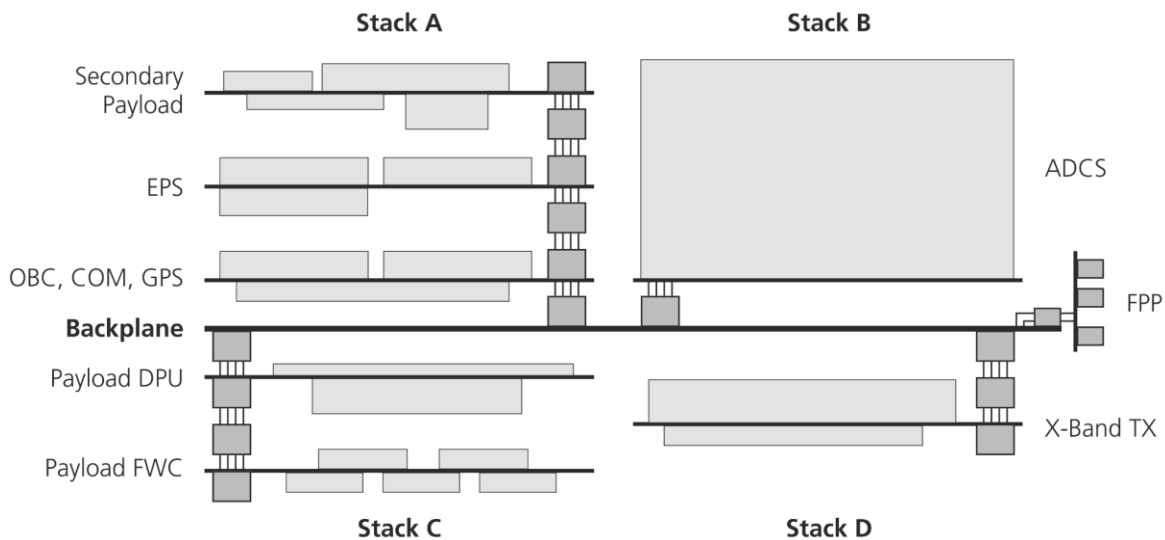 Stack A
Stack B
Secondary
Payload
EPS
ADCS
OBC, COM, GPS
FPP
Backplane
Payload DPU
X-Band TX
Payload FWC
Stack C
Stack D